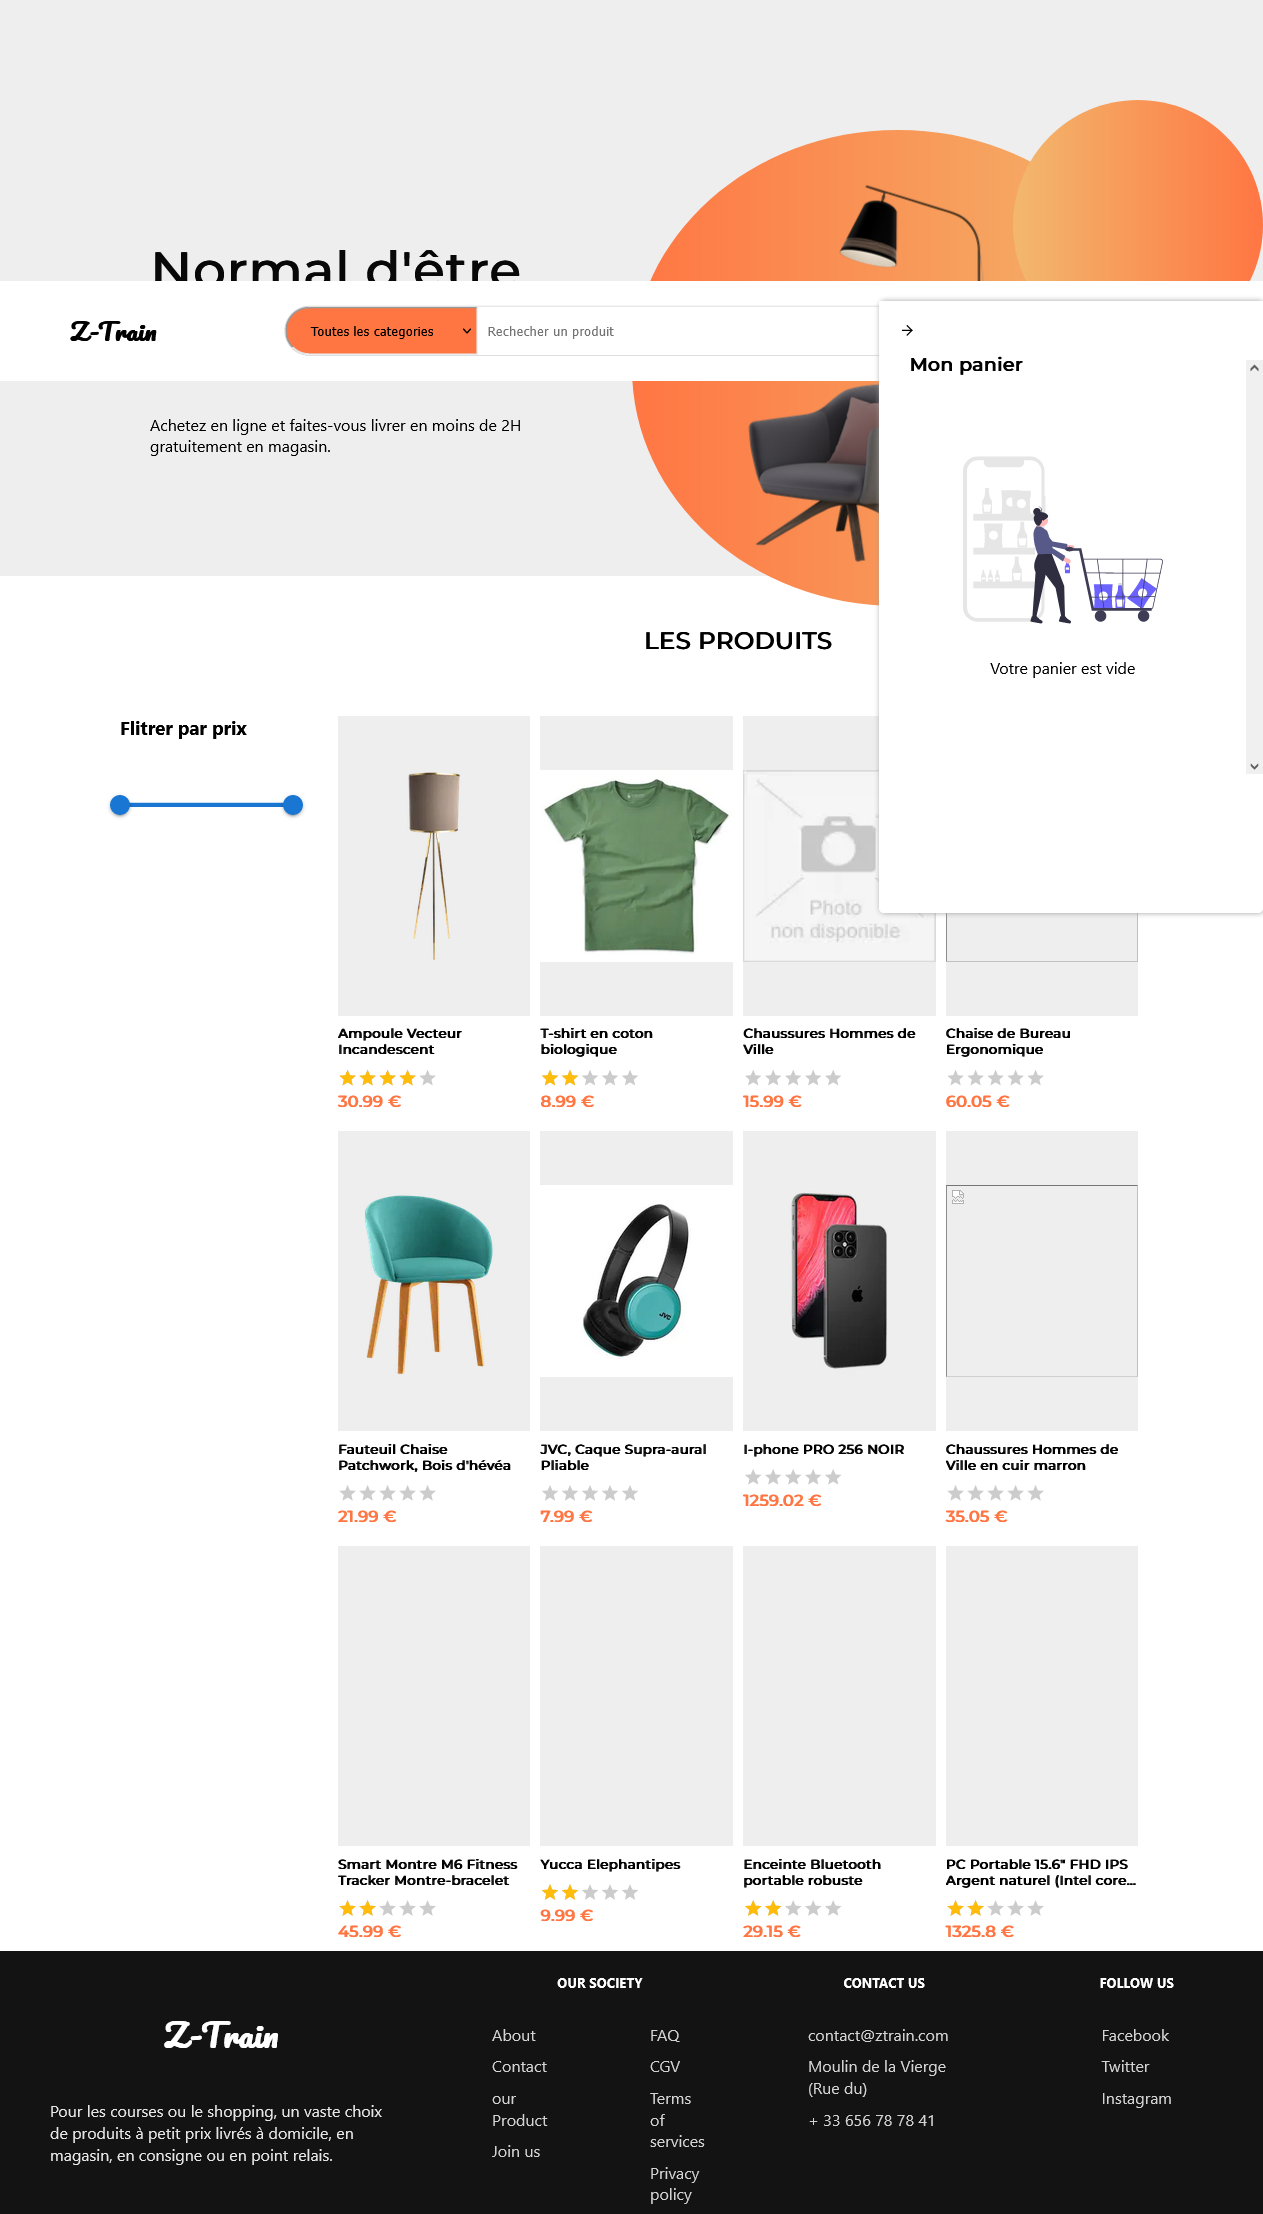 Normal d'être
Z-Train
Toutes les categories
Rechecher un produit
Mon panier
Achetez en ligne et faites-vous livrer en moins de 2H
gratuitement en magasin.
Votre panier est vide
LES PRODUITS
Flitrer par prix
Photo
non disponible
Ampoule Vecteur
Incandescent
30.99 €
T-shirt en coton
biologique
8.99 €
Chaussures Hommes de
Ville
15.99 €
Chaise de Bureau
Ergonomique
60.05 €
JVC
Fauteuil Chaise
Patchwork, Bois d'hévéa
21.99 €
JVC, Caque Supra-aural
Pliable
7.99 €
I-phone PRO 256 NOIR
1259.02 €
Chaussures Hommes de
Ville en cuir marron
35.05 €
Smart Montre M6 Fitness
Tracker Montre-bracelet
45.99 €
Yucca Elephantipes
9.99 €
Enceinte Bluetooth
portable robuste
29.15 €
PC Portable 15.6" FHD IPS
Argent naturel (Intel core...
1325.8 €
Z-Train
Pour les courses ou le shopping, un vaste choix
de produits à petit prix livrés à domicile, en
magasin, en consigne ou en point relais.
OUR SOCIETY
About
Contact
our
Product
Join us
FAQ
CGV
Terms
of
services
Privacy
policy
CONTACT US
contact@ztrain.com
Moulin de la Vierge
(Rue du)
+ 33 656 78 78 41
FOLLOW US
Facebook
Twitter
Instagram